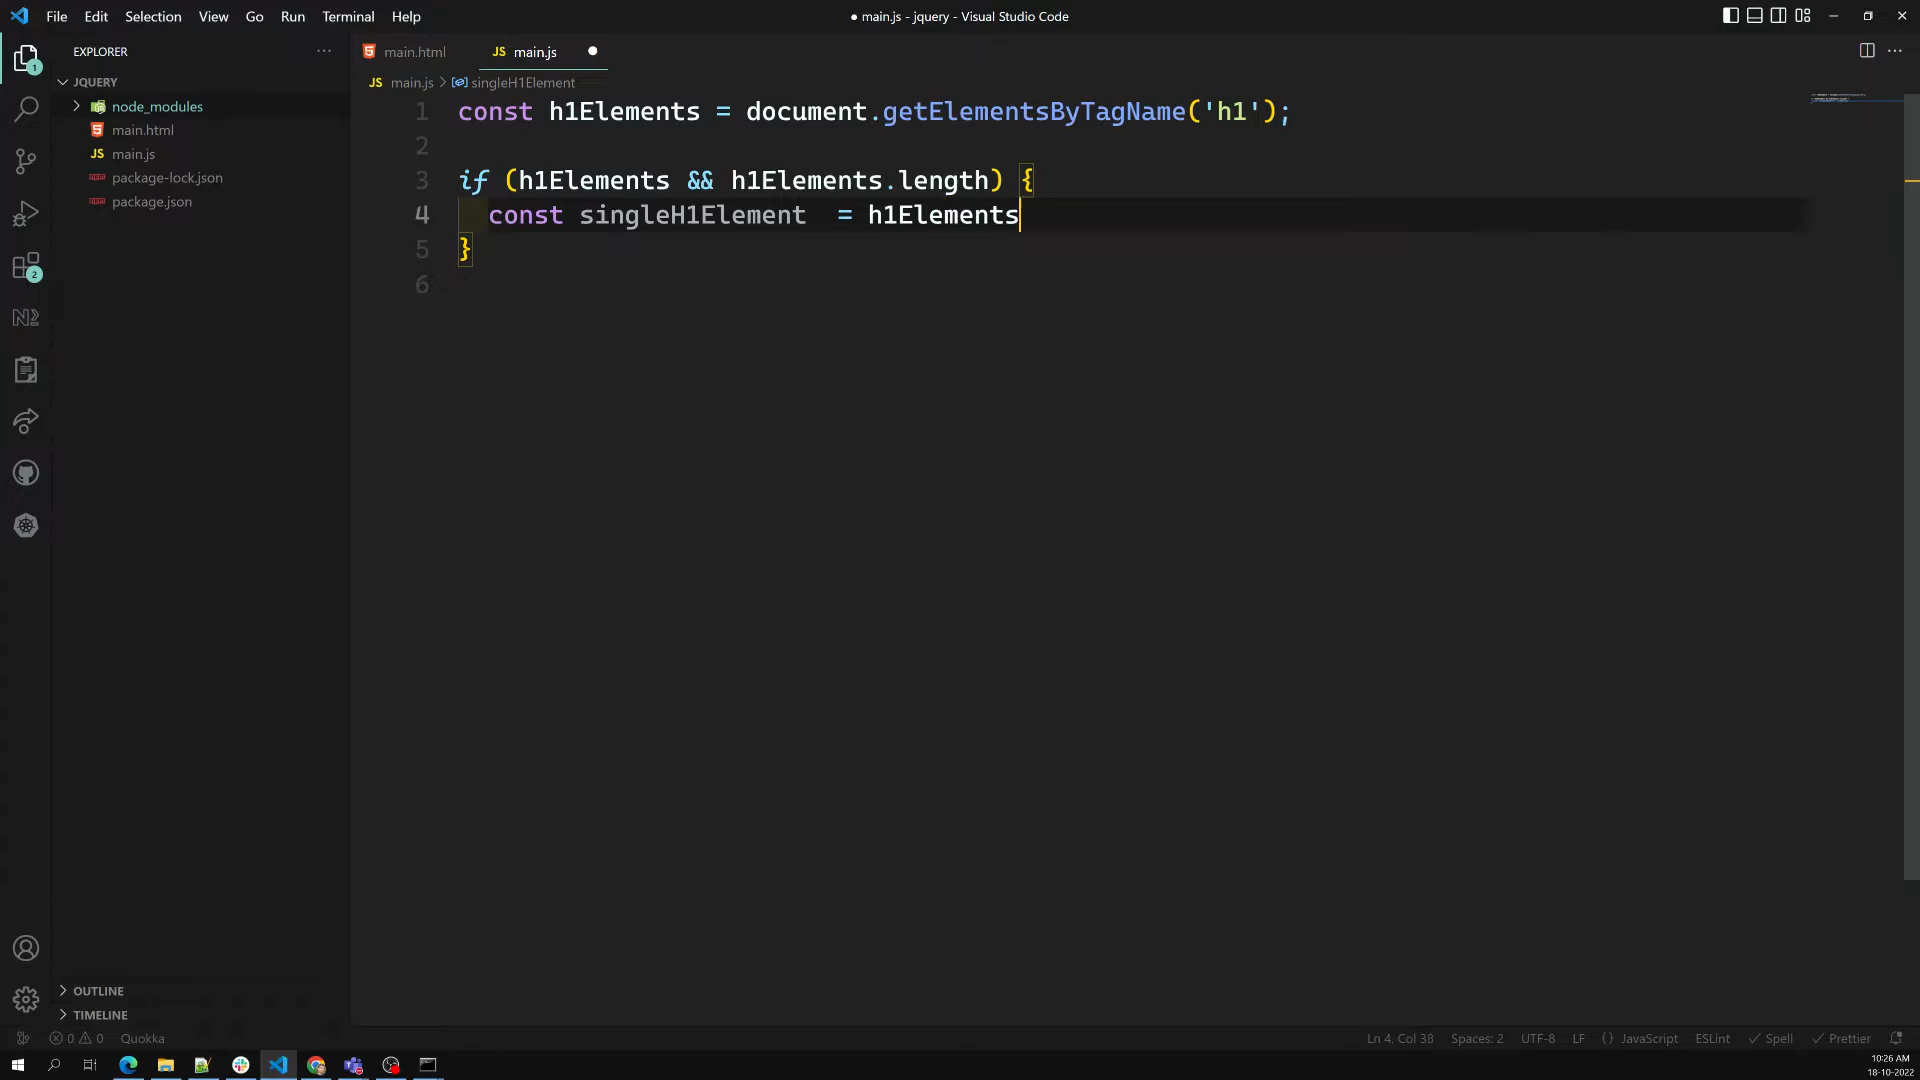 File Edit Selection View Go Run Terminal Help
● main.js - jquery - Visual Studio Code
EXPLORER
JQUERY
node_modules
main.html
JS main.js
package-lock.json
package.json
OUTLINE
TIMELINE
1
2
main.html
JS main.js
JS main.js > singleH1Element
1 const h1Elements = document.getElementsByTagName('h1');
2
3 if (h1Elements && h1Elements.length) {
4 const singleH1Element  = h1Elements
5 }
6
0 0 Quokka
Ln 4, Col 38 Spaces: 2 UTF-8 LF {} JavaScript ESLint ✓ Spell ✓ Prettier
10:26 AM
18-10-2022